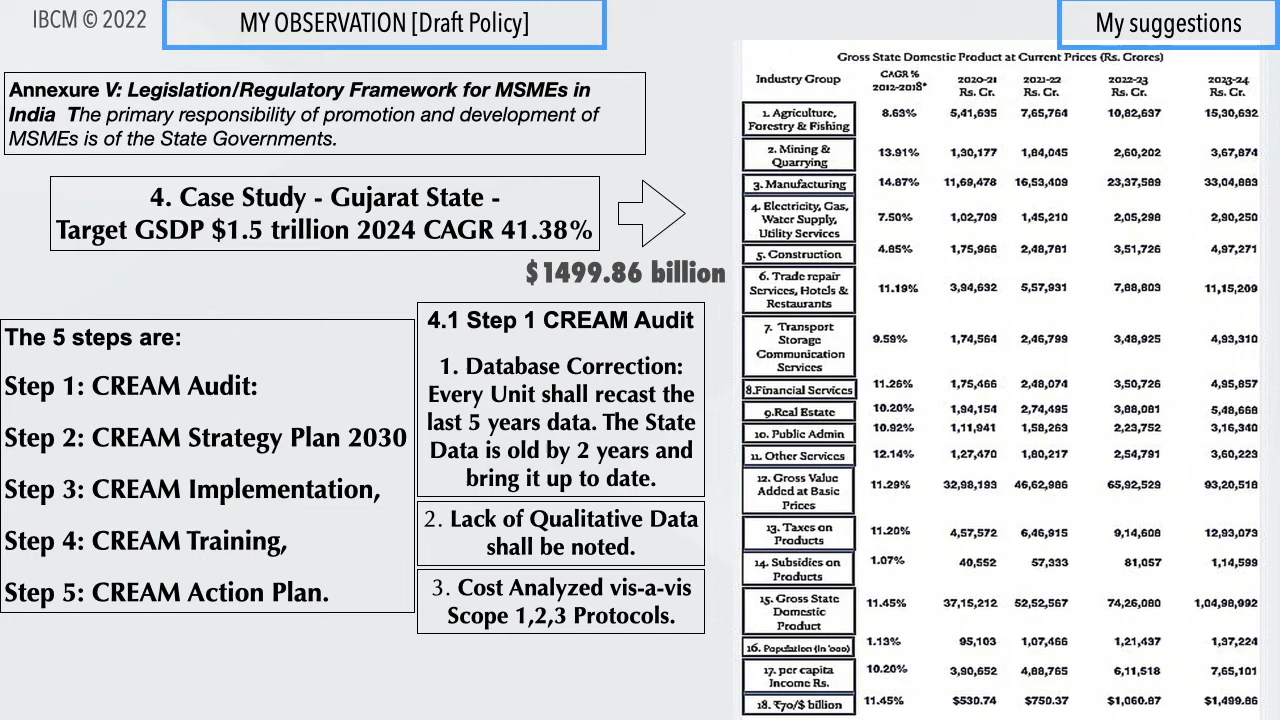 IBCM © 2022
MY OBSERVATION [Draft Policy]
My suggestions
Annexure V: Legislation/Regulatory Framework for MSMEs in
India The primary responsibility of promotion and development of
MSMEs is of the State Governments.
4. Case Study - Gujarat State -
Target GSDP $1.5 trillion 2024 CAGR 41.38%
$1499.86 billion
The 5 steps are:
Step 1: CREAM Audit:
Step 2: CREAM Strategy Plan 2030
Step 3: CREAM Implementation,
Step 4: CREAM Training,
Step 5: CREAM Action Plan.
4.1 Step 1 CREAM Audit
1. Database Correction:
Every Unit shall recast the
last 5 years data. The State
Data is old by 2 years and
bring it up to date.
2. Lack of Qualitative Data
shall be noted.
3. Cost Analyzed vis-a-vis
Scope 1,2,3 Protocols.
Gross State Domestic Product at Current Prices (Rs. Crores)
Industry Group CAGR % 2020-21 2021-22 2022-23 2023-24
2012-2018* Rs. Cr. Rs. Cr. Rs. Cr. Rs. Cr.
1. Agriculture, 8.63% 5,41,635 7,65,764 10,82,637 15,30,632
Forestry & Fishing
2. Mining & 13.91% 1,30,177 1,84,045 2,60,202 3,67,874
Quarrying
3. Manufacturing 14.87% 11,69,478 16,53,409 23,37,589 33,04,883
4. Electricity, Gas, 7.50% 1,02,709 1,45,210 2,05,298 2,90,250
Water Supply,
Utility Services
5. Construction 4.85% 1,75,966 2,48,781 3,51,726 4,97,271
6. Trade repair 11.19% 3,94,632 5,57,931 7,88,803 11,15,209
Services, Hotels &
Restaurants
7. Transport 9.59% 1,74,564 2,46,799 3,48,925 4,93,310
Storage
Communication
Services
8.Financial Services 11.26% 1,75,466 2,48,074 3,50,726 4,95,857
9.Real Estate 10.20% 1,94,154 2,74,495 3,88,081 5,48,668
10. Public Admin 10.92% 1,11,941 1,58,263 2,23,752 3,16,340
11. Other Services 12.14% 1,27,470 1,80,217 2,54,791 3,60,223
12. Gross Value 11.29% 32,98,193 46,62,986 65,92,529 93,20,518
Added at Basic
Prices
13. Taxes on 11.20% 4,57,572 6,46,915 9,14,608 12,93,073
Products
14. Subsidies on 1.07% 40,552 57,333 81,057 1,14,599
Products
15. Gross State 11.45% 37,15,212 52,52,567 74,26,080 1,04,98,992
Domestic
Product
16. Population (in '000) 1.13% 95,103 1,07,466 1,21,437 1,37,224
17. per capita 10.20% 3,90,652 4,88,765 6,11,518 7,65,101
Income Rs.
18. ₹70/$ billion 11.45% $530.74 $750.37 $1,060.87 $1,499.86